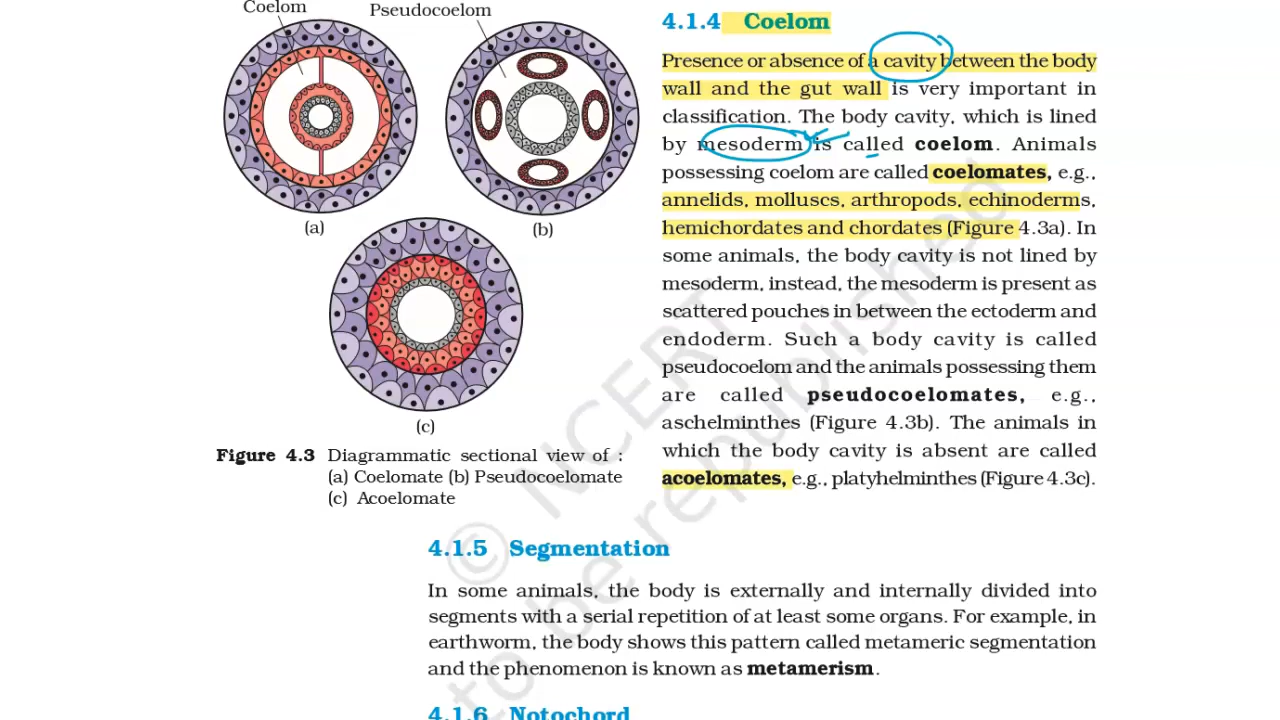 Coelom
Pseudocoelom
(a)
(b)
(c)
Figure 4.3 Diagrammatic sectional view of :
(a) Coelomate (b) Pseudocoelomate
(c) Acoelomate
4.1.4 Coelom
Presence or absence of a cavity between the body
wall and the gut wall is very important in
classification. The body cavity, which is lined
by mesoderm is called coelom. Animals
possessing coelom are called coelomates, e.g.,
annelids, molluscs, arthropods, echinoderms,
hemichordates and chordates (Figure 4.3a). In
some animals, the body cavity is not lined by
mesoderm, instead, the mesoderm is present as
scattered pouches in between the ectoderm and
endoderm. Such a body cavity is called
pseudocoelom and the animals possessing them
are called pseudocoelomates, e.g.,
aschelminthes (Figure 4.3b). The animals in
which the body cavity is absent are called
acoelomates, e.g., platyhelminthes (Figure 4.3c).
4.1.5 Segmentation
In some animals, the body is externally and internally divided into
segments with a serial repetition of at least some organs. For example, in
earthworm, the body shows this pattern called metameric segmentation
and the phenomenon is known as metamerism.
4.1.6 Notochord
© NCERT
to be republished